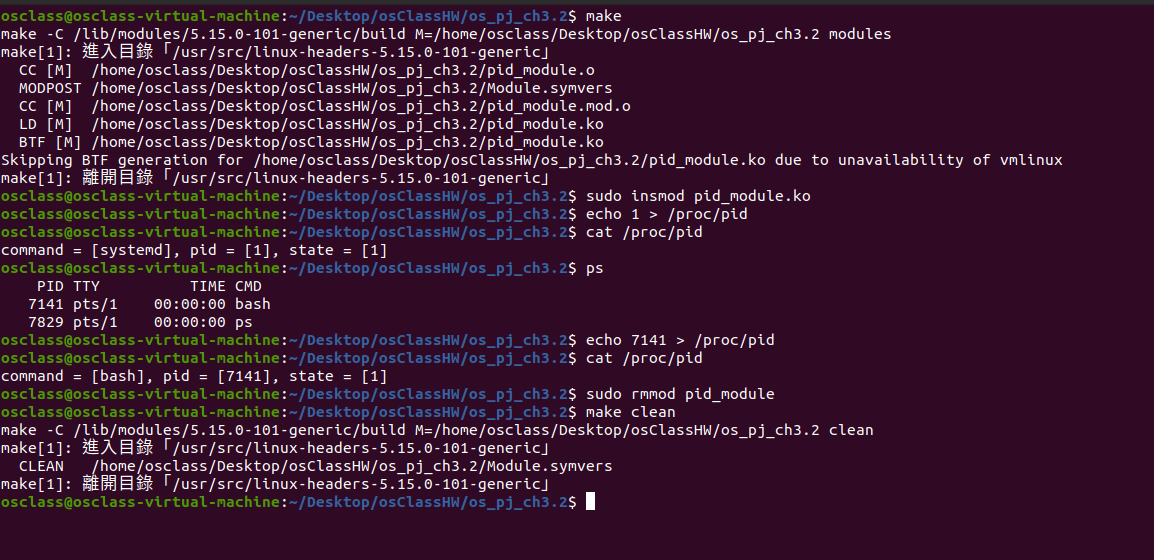 osclass@osclass-virtual-machine:~/Desktop/osClassHW/os_pj_ch3.2$ make
make -C /lib/modules/5.15.0-101-generic/build M=/home/osclass/Desktop/osClassHW/os_pj_ch3.2 modules
make[1]: 進入目錄「/usr/src/linux-headers-5.15.0-101-generic」
  CC [M]  /home/osclass/Desktop/osClassHW/os_pj_ch3.2/pid_module.o
  MODPOST /home/osclass/Desktop/osClassHW/os_pj_ch3.2/Module.symvers
  CC [M]  /home/osclass/Desktop/osClassHW/os_pj_ch3.2/pid_module.mod.o
  LD [M]  /home/osclass/Desktop/osClassHW/os_pj_ch3.2/pid_module.ko
  BTF [M] /home/osclass/Desktop/osClassHW/os_pj_ch3.2/pid_module.ko
Skipping BTF generation for /home/osclass/Desktop/osClassHW/os_pj_ch3.2/pid_module.ko due to unavailability of vmlinux
make[1]: 離開目錄「/usr/src/linux-headers-5.15.0-101-generic」
osclass@osclass-virtual-machine:~/Desktop/osClassHW/os_pj_ch3.2$ sudo insmod pid_module.ko
osclass@osclass-virtual-machine:~/Desktop/osClassHW/os_pj_ch3.2$ echo 1 > /proc/pid
osclass@osclass-virtual-machine:~/Desktop/osClassHW/os_pj_ch3.2$ cat /proc/pid
command = [systemd], pid = [1], state = [1]
osclass@osclass-virtual-machine:~/Desktop/osClassHW/os_pj_ch3.2$ ps
    PID TTY          TIME CMD
   7141 pts/1    00:00:00 bash
   7829 pts/1    00:00:00 ps
osclass@osclass-virtual-machine:~/Desktop/osClassHW/os_pj_ch3.2$ echo 7141 > /proc/pid
osclass@osclass-virtual-machine:~/Desktop/osClassHW/os_pj_ch3.2$ cat /proc/pid
command = [bash], pid = [7141], state = [1]
osclass@osclass-virtual-machine:~/Desktop/osClassHW/os_pj_ch3.2$ sudo rmmod pid_module
osclass@osclass-virtual-machine:~/Desktop/osClassHW/os_pj_ch3.2$ make clean
make -C /lib/modules/5.15.0-101-generic/build M=/home/osclass/Desktop/osClassHW/os_pj_ch3.2 clean
make[1]: 進入目錄「/usr/src/linux-headers-5.15.0-101-generic」
  CLEAN   /home/osclass/Desktop/osClassHW/os_pj_ch3.2/Module.symvers
make[1]: 離開目錄「/usr/src/linux-headers-5.15.0-101-generic」
osclass@osclass-virtual-machine:~/Desktop/osClassHW/os_pj_ch3.2$